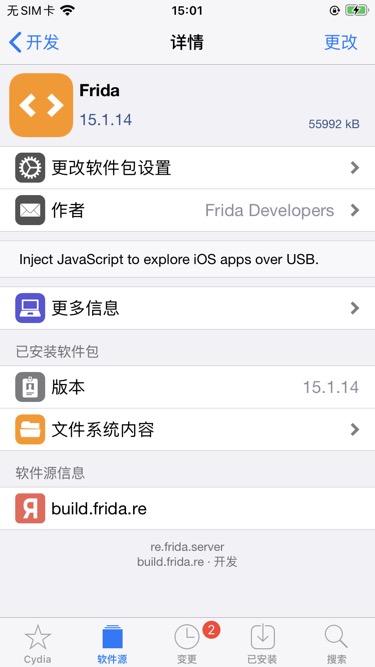 无SIM卡 15:01
开发 详情 更改
Frida
15.1.14
55992 kB
更改软件包设置
作者 Frida Developers
Inject JavaScript to explore iOS apps over USB.
更多信息
已安装软件包
版本 15.1.14
文件系统内容
软件源信息
Я build.frida.re
re.frida.server
build.frida.re · 开发
2
Cydia 软件源 变更 已安装 搜索